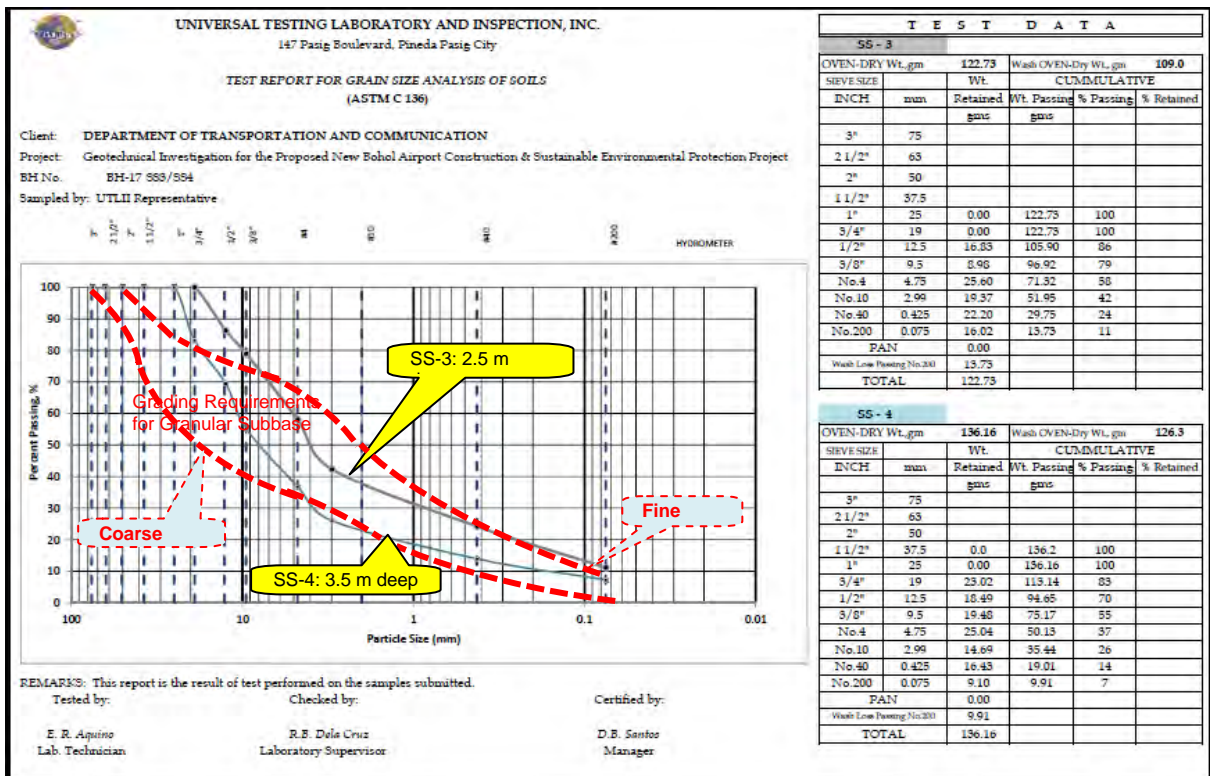 UNIVERSAL TESTING LABORATORY AND INSPECTION, INC.
147 Pasig Boulevard, Pineda Pasig City
TEST REPORT FOR GRAIN SIZE ANALYSIS OF SOILS
(ASTM C 136)
Client: DEPARTMENT OF TRANSPORTATION AND COMMUNICATION
Project: Geotechnical Investigation for the Proposed New Bohol Airport Construction & Sustainable Environmental Protection Project
BH No. BH-17 SS3/SS4
Sampled by: UTLII Representative
3" 2 1/2" 2" 1 1/2" 1" 3/4" 1/2" 3/8" #4 #10 #40 #200 HYDROMETER
100
90
80
70
60
50
40
30
20
10
0
Percent Passing, %
SS-3: 2.5 m
Grading Requirements
for Granular Subbase
Coarse
Fine
SS-4: 3.5 m deep
100 10 1 0.1 0.01
Particle Size (mm)
REMARKS: This report is the result of test performed on the samples submitted.
Tested by: Checked by: Certified by:
E. R. Aquino R.B. Dela Cruz D.B. Santos
Lab. Technician Laboratory Supervisor Manager
T E S T D A T A
SS - 3
OVEN-DRY Wt.,gm 122.73 Wash OVEN-Dry Wt., gm 109.0
SIEVE SIZE Wt. CUMMULATIVE
INCH mm Retained Wt. Passing % Passing % Retained
gms gms
3" 75
2 1/2" 63
2" 50
1 1/2" 37.5
1" 25 0.00 122.73 100
3/4" 19 0.00 122.73 100
1/2" 12.5 16.83 105.90 86
3/8" 9.5 8.98 96.92 79
No.4 4.75 25.60 71.32 58
No.10 2.99 19.37 51.95 42
No.40 0.425 22.20 29.75 24
No.200 0.075 16.02 13.73 11
PAN 0.00
Wash Loss Passing No.200 13.73
TOTAL 122.73
SS - 4
OVEN-DRY Wt.,gm 136.16 Wash OVEN-Dry Wt., gm 126.3
SIEVE SIZE Wt. CUMMULATIVE
INCH mm Retained Wt. Passing % Passing % Retained
gms gms
3" 75
2 1/2" 63
2" 50
1 1/2" 37.5 0.0 136.2 100
1" 25 0.00 136.16 100
3/4" 19 23.02 113.14 83
1/2" 12.5 18.49 94.65 70
3/8" 9.5 19.48 75.17 55
No.4 4.75 25.04 50.13 37
No.10 2.99 14.69 35.44 26
No.40 0.425 16.43 19.01 14
No.200 0.075 9.10 9.91 7
PAN 0.00
Wash Loss Passing No.200 9.91
TOTAL 136.16